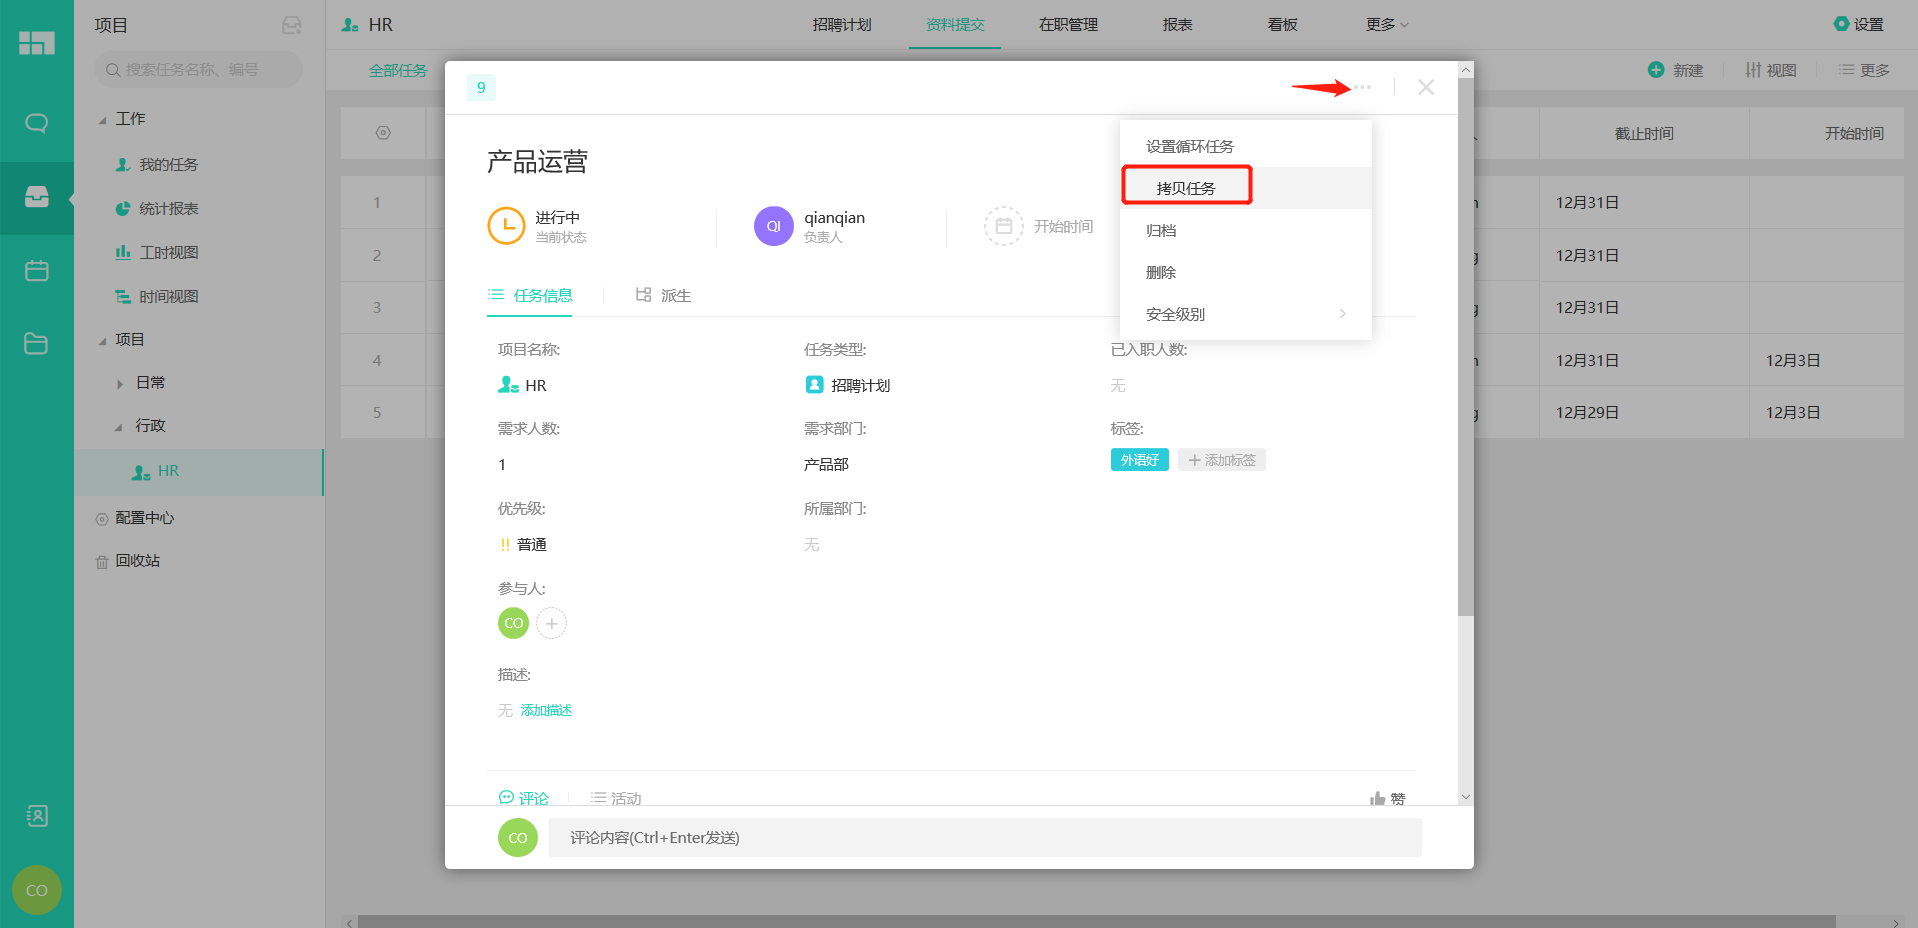 项目
HR
招聘计划
资料提交
在职管理
报表
看板
更多
设置
搜索任务名称、编号
全部任务
新建
视图
更多
工作
我的任务
统计报表
工时视图
时间视图
项目
日常
行政
HR
配置中心
回收站
CO
截止时间
开始时间
1
12月31日
2
12月31日
3
12月31日
4
12月31日
12月3日
5
12月29日
12月3日
9
产品运营
进行中
当前状态
QI
qianqian
负责人
开始时间
设置循环任务
拷贝任务
归档
删除
安全级别
任务信息
派生
项目名称:
任务类型:
已入职人数:
HR
招聘计划
无
需求人数:
需求部门:
标签:
1
产品部
外语好
添加标签
优先级:
所属部门:
!! 普通
无
参与人:
CO
描述:
无 添加描述
评论
活动
赞
CO
评论内容(Ctrl+Enter发送)